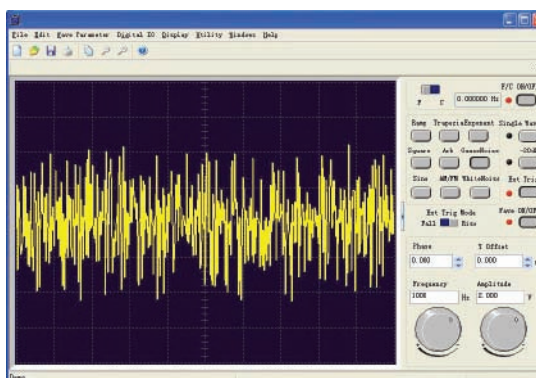 File Edit Wave Parameter Digital IO Display Utility Windows Help
F/C ON/OFF
F C 0.000000 Hz
Ramp Trapezia Exponent Single Wave
Square Arb GaussNoise
Sine AM/FM WhiteNoise Ext Trig
Ext Trig Mode Wave ON/OFF
Fall Rise
Phase Y Offset
0.000 0.000
Frequency Amplitude
1000 Hz 2.000 V
Demo